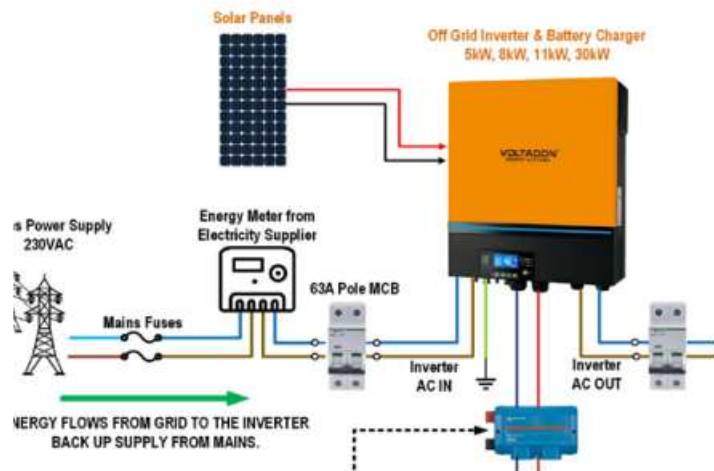 Solar Panels
Off Grid Inverter & Battery Charger
5kW, 8kW, 11kW, 30kW
VOLTACON
s Power Supply
230VAC
Energy Meter from
Electricity Supplier
63A Pole MCB
Mains Fuses
Inverter
AC IN
Inverter
AC OUT
NERGY FLOWS FROM GRID TO THE INVERTER
BACK UP SUPPLY FROM MAINS.